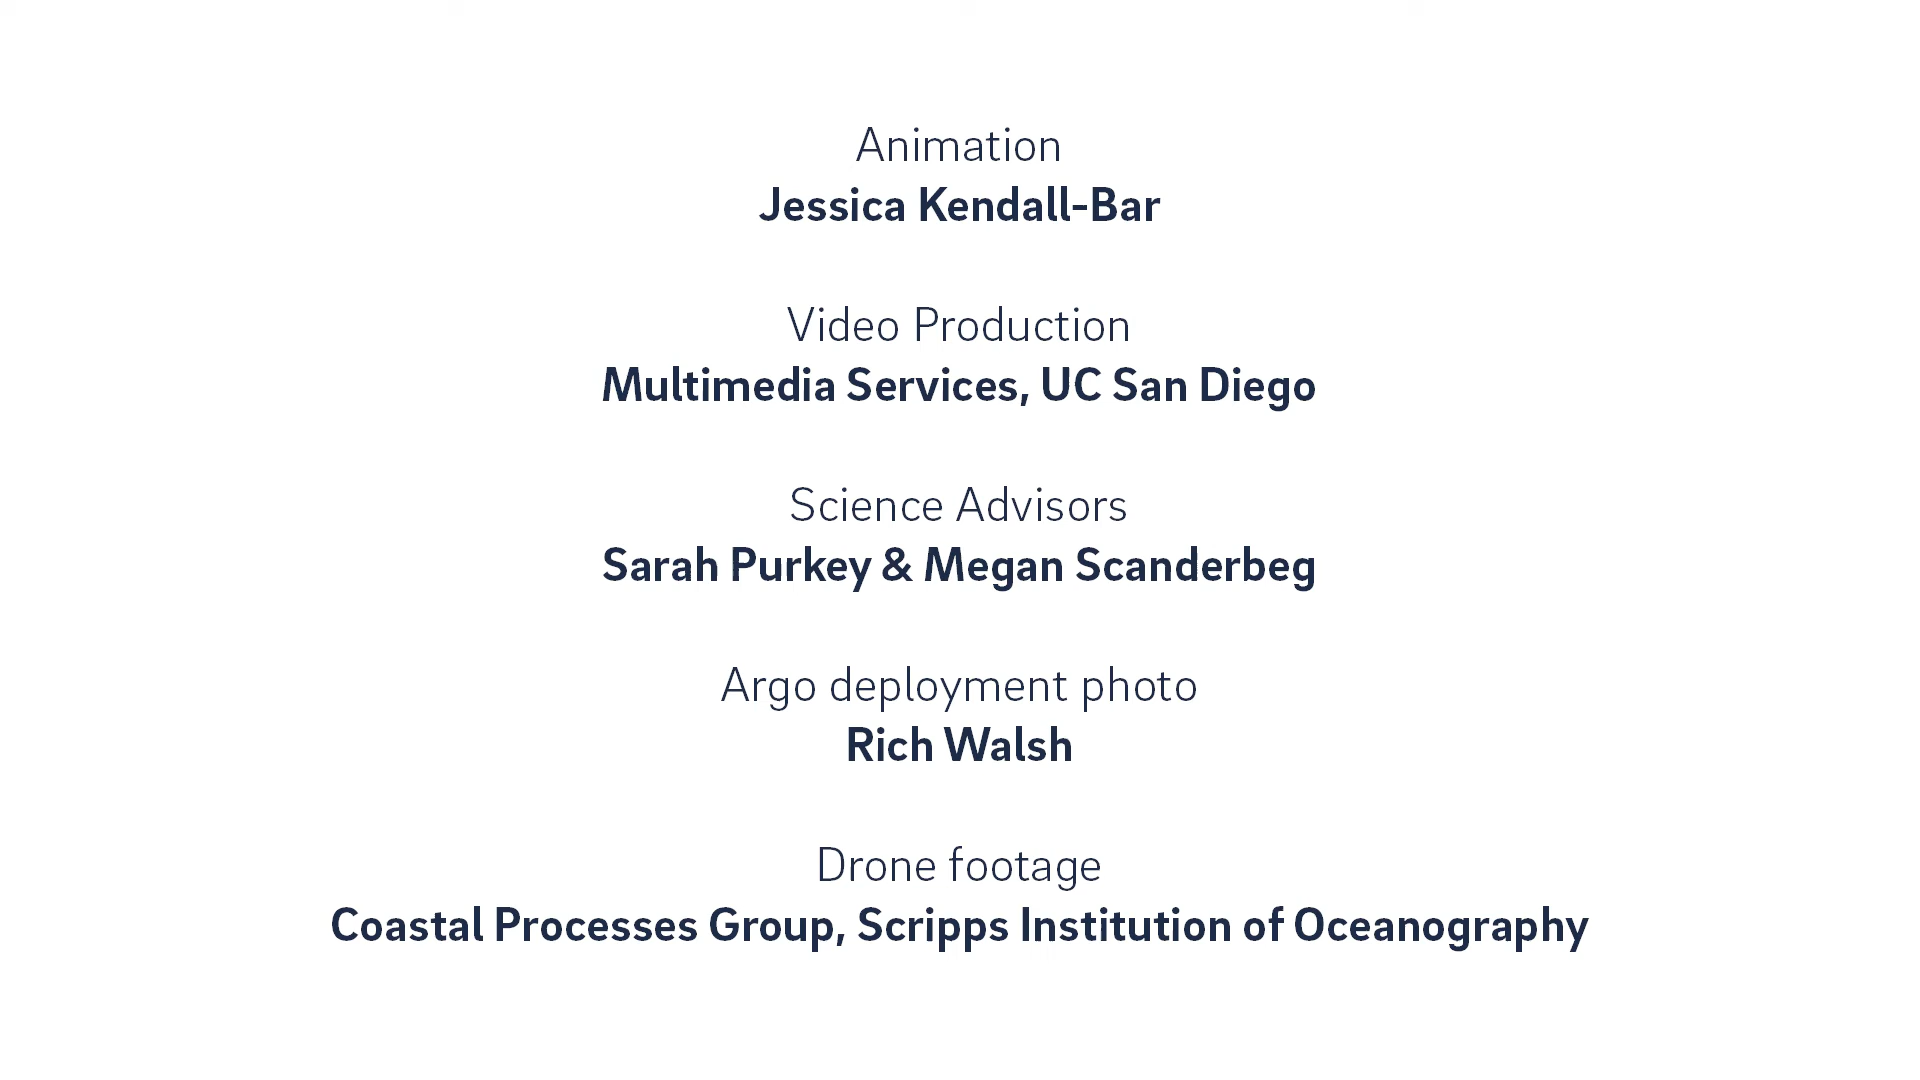 Animation
Jessica Kendall-Bar
Video Production
Multimedia Services, UC San Diego
Science Advisors
Sarah Purkey & Megan Scanderbeg
Argo deployment photo
Rich Walsh
Drone footage
Coastal Processes Group, Scripps Institution of Oceanography